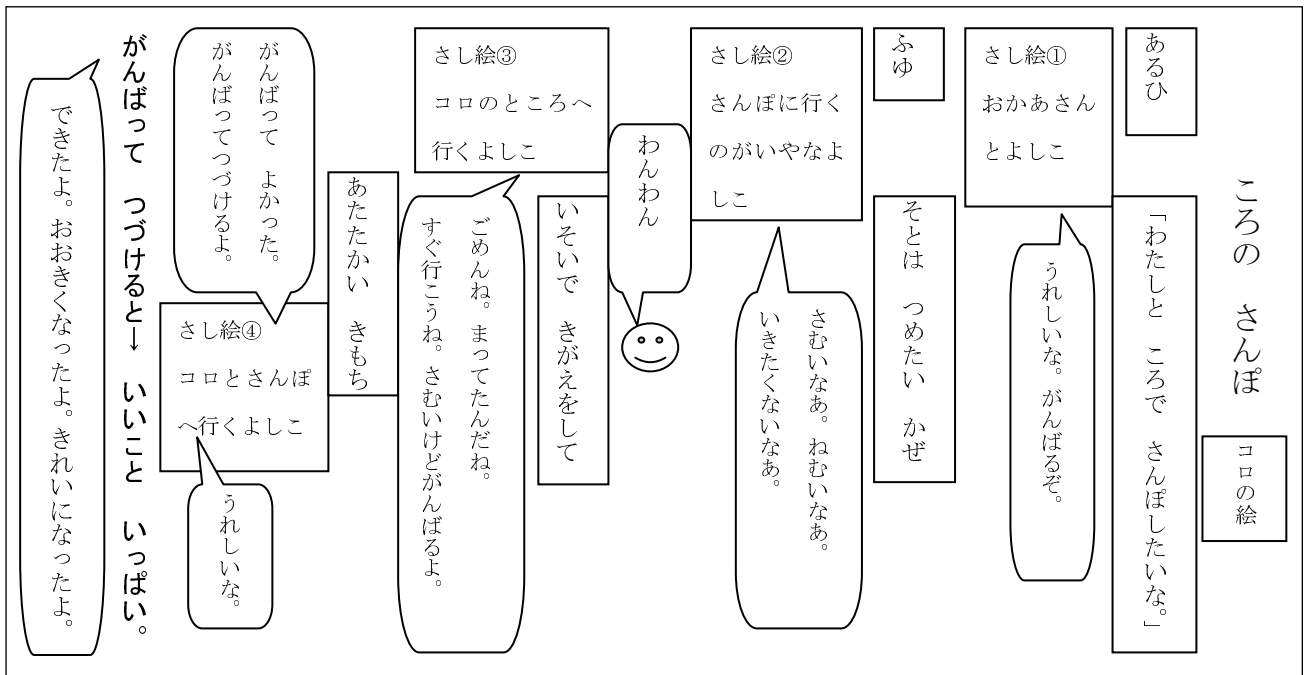 ころの　さんぽ
コロの絵
あるひ
「わたしと　ころで　さんぽしたいな。」
さし絵①
おかあさん
とよしこ
うれしいな。がんばるぞ。
ふゆ
そとは　つめたい　かぜ
さし絵②
さんぽに行く
のがいやなよ
しこ
さむいなあ。ねむいなあ。
いきたくないなあ。
わんわん
いそいで　きがえをして
さし絵③
コロのところへ
行くよしこ
ごめんね。まってたんだね。
すぐ行こうね。さむいけどがんばるよ。
あたたかい　きもち
がんばって　よかった。
がんばってつづけるよ。
さし絵④
コロとさんぽ
へ行くよしこ
うれしいな。
がんばって　つづけると→　いいこと　いっぱい。
できたよ。おおきくなったよ。きれいになったよ。